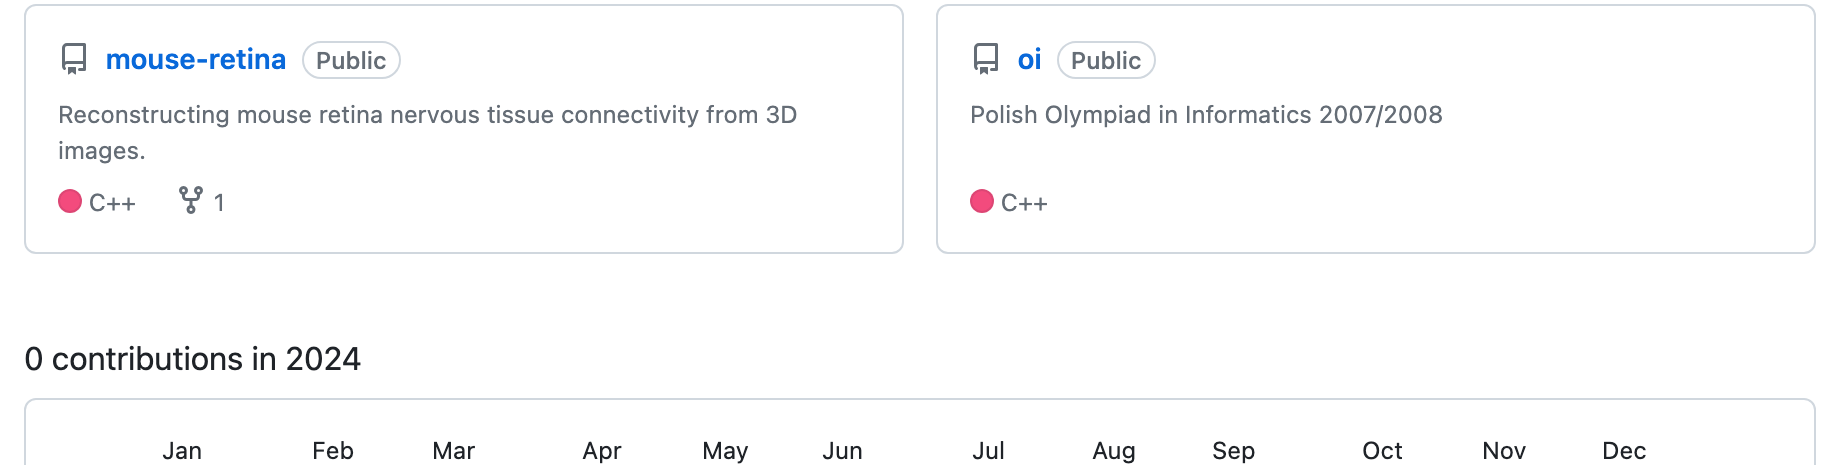 mouse-retina Public
Reconstructing mouse retina nervous tissue connectivity from 3D
images.
C++ 1
oi Public
Polish Olympiad in Informatics 2007/2008
C++
0 contributions in 2024
Jan Feb Mar Apr May Jun Jul Aug Sep Oct Nov Dec